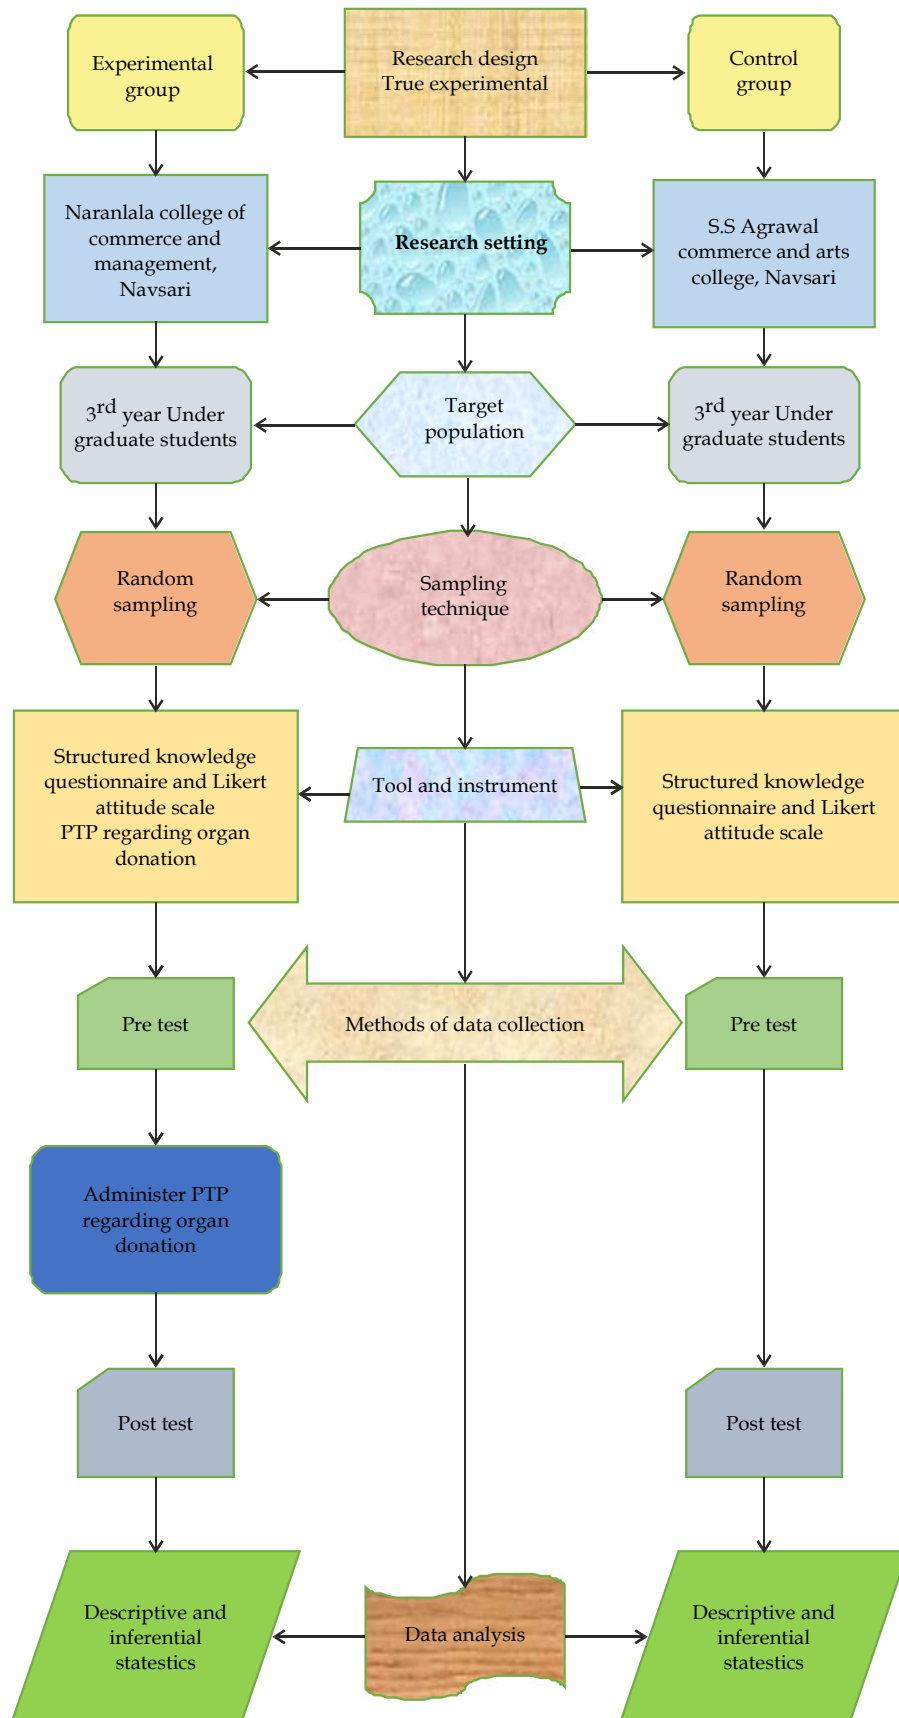 Experimental
group
Research design
True experimental
Control
group
Naranlala college of
commerce and
management,
Navsari
Research setting
S.S Agrawal
commerce and arts
college, Navsari
3rd year Under
graduate students
Target
population
3rd year Under
graduate students
Random
sampling
Sampling
technique
Random
sampling
Structured knowledge
questionnaire and Likert
attitude scale
PTP regarding organ
donation
Tool and instrument
Structured knowledge
questionnaire and Likert
attitude scale
Pre test
Methods of data collection
Pre test
Administer PTP
regarding organ
donation
Post test
Post test
Descriptive and
inferential
statestics
Data analysis
Descriptive and
inferential
statestics